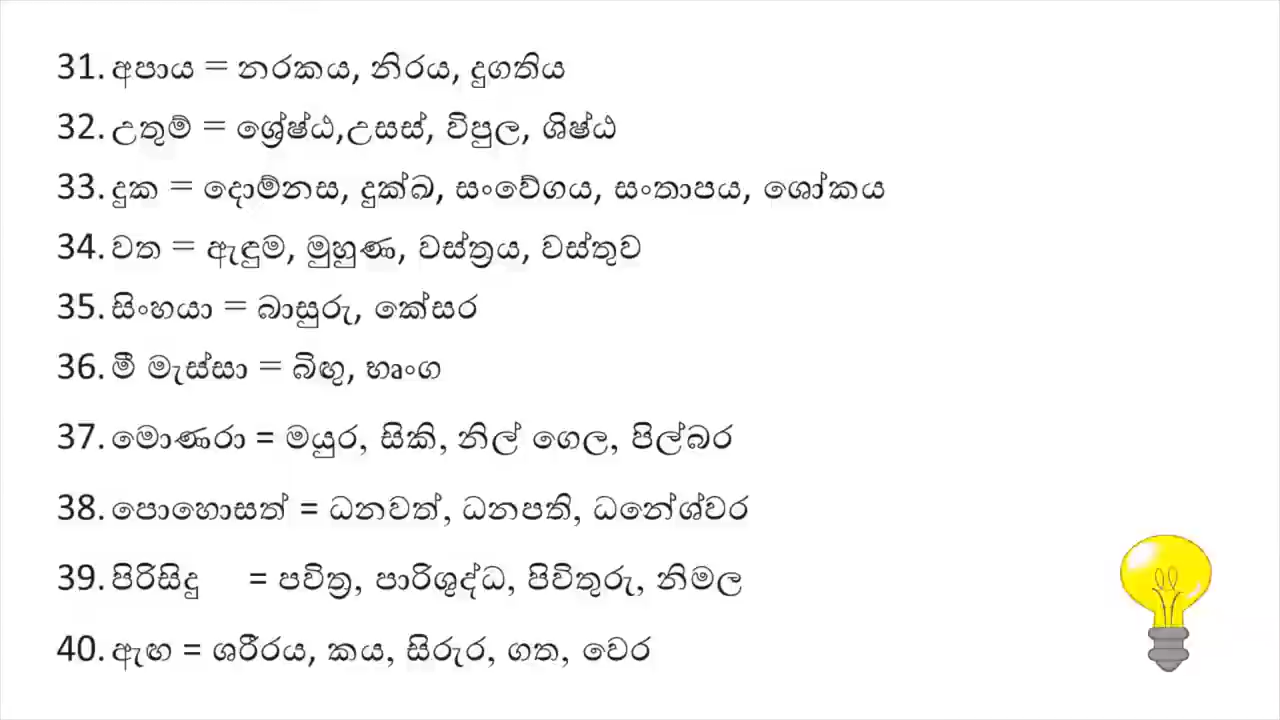 31. අපාය = නරකය, නිරය, දුගතිය
32. උතුම් = ශ්‍රේෂ්ඨ,උසස්, විපුල, ශිෂ්ඨ
33. දුක = දොම්නස, දුක්ඛ, සංවේගය, සංතාපය, ශෝකය
34. වත = ඇඳුම, මුහුණ, වස්ත්‍රය, වස්තුව
35. සිංහයා = බාසුරු, කේසර
36. මී මැස්සා = බිඟු, භෘංග
37. මොණරා = මයුර, සිකි, නිල් ගෙල, පිල්බර
38. පොහොසත් = ධනවත්, ධනපති, ධනේශ්වර
39. පිරිසිදු = පවිත්‍ර, පාරිශුද්ධ, පිවිතුරු, නිමල
40. ඇඟ = ශරීරය, කය, සිරුර, ගත, වෙර